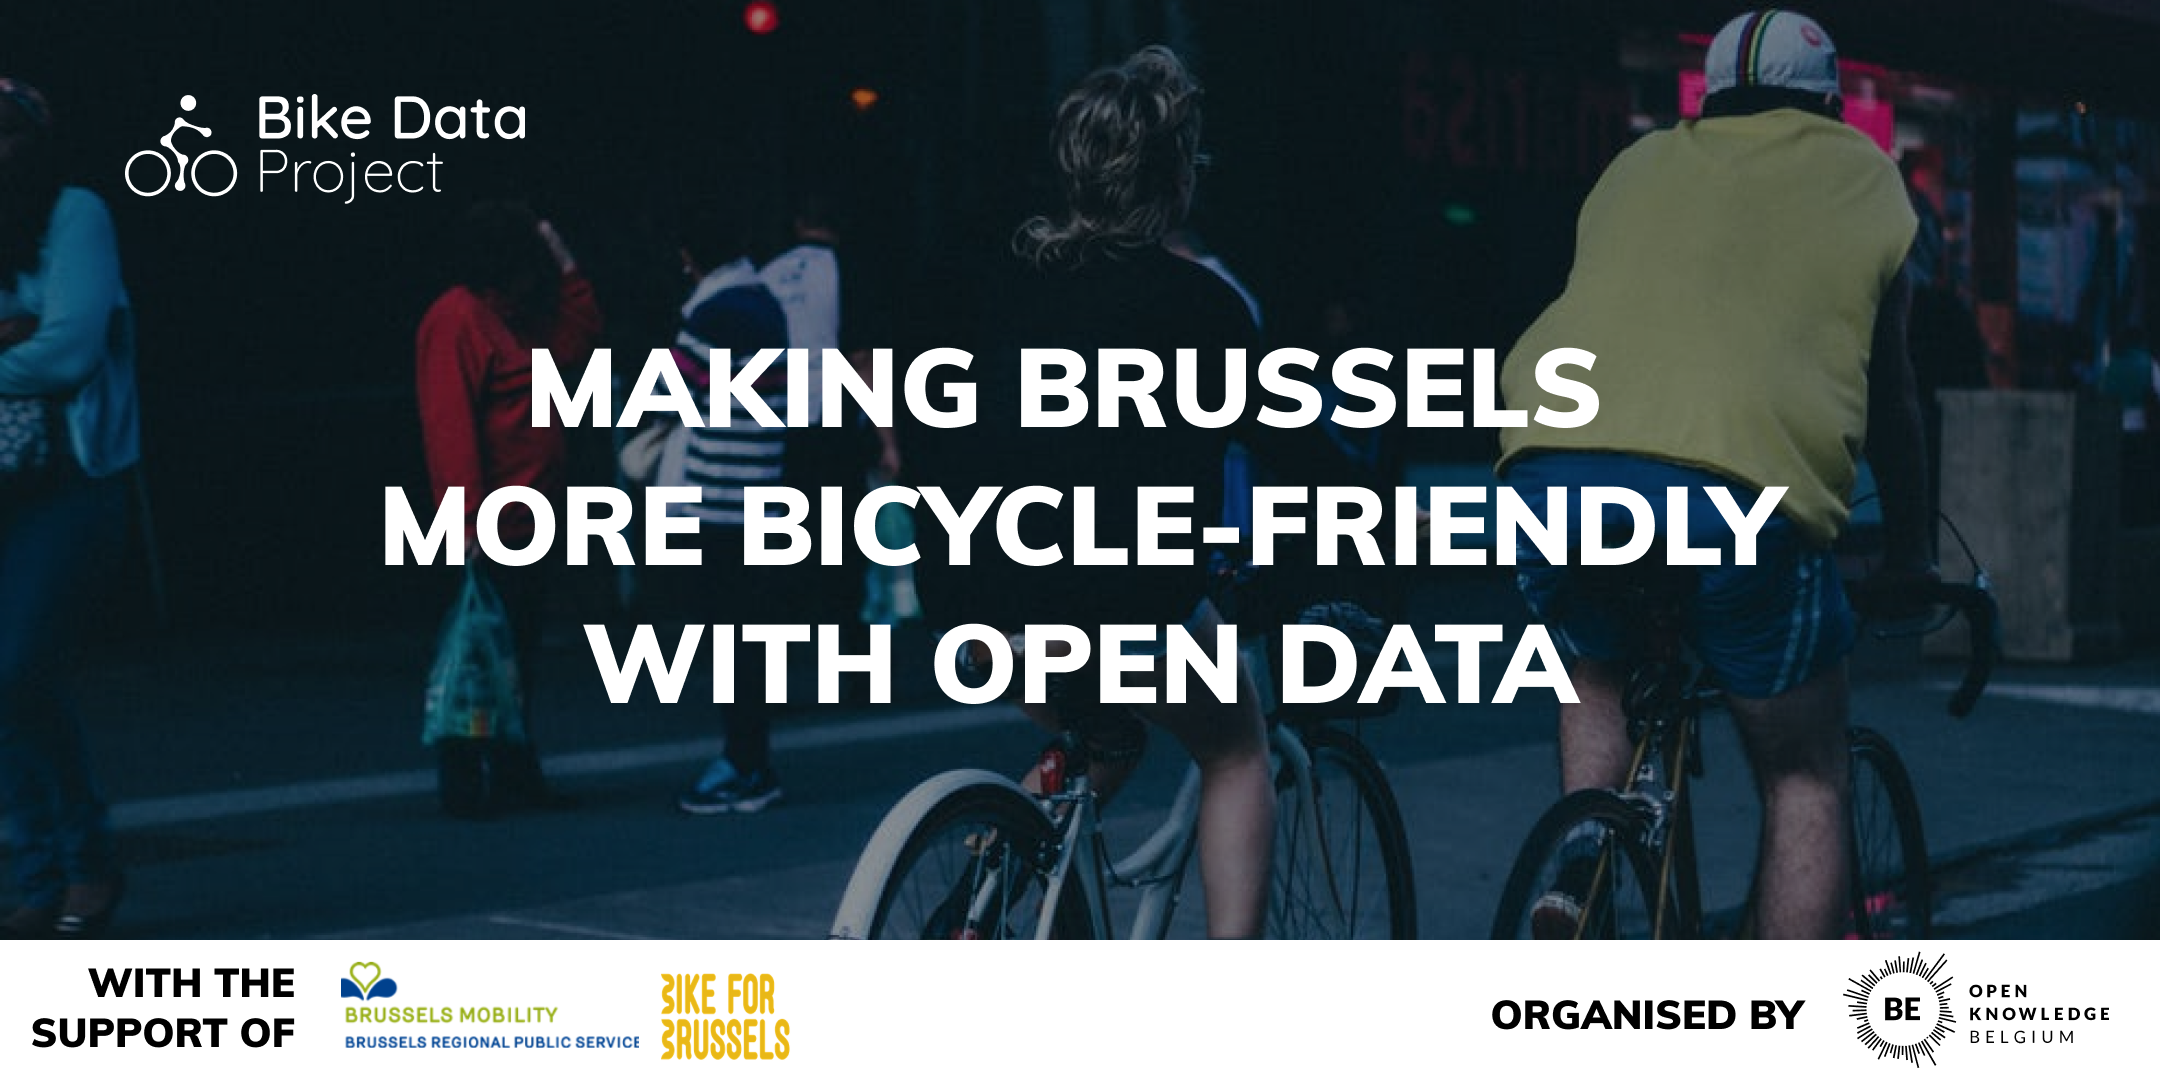 Bike Data
Project
MAKING BRUSSELS
MORE BICYCLE-FRIENDLY
WITH OPEN DATA
WITH THE
SUPPORT OF
BRUSSELS MOBILITY
BRUSSELS REGIONAL PUBLIC SERVICE
BIKE FOR
BRUSSELS
ORGANISED BY
BE
OPEN
KNOWLEDGE
BELGIUM